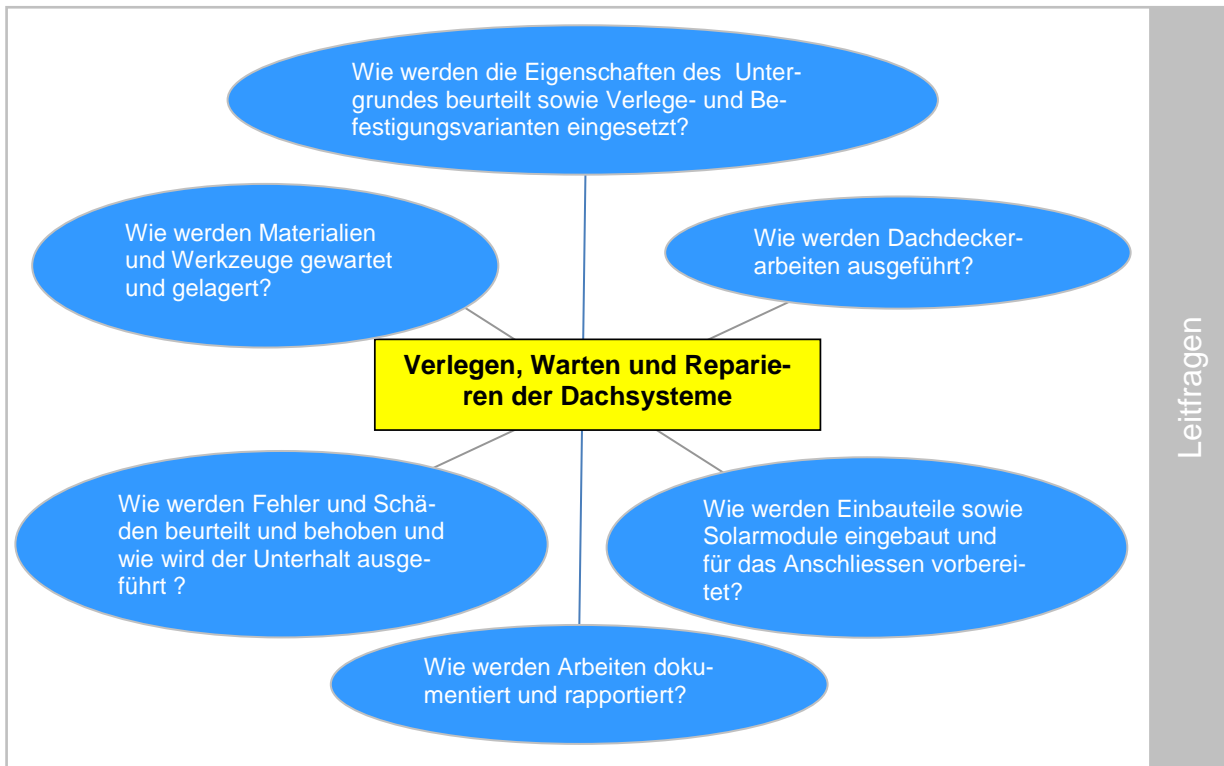 Wie werden die Eigenschaften des Unter-
grundes beurteilt sowie Verlege- und Be-
festigungsvarianten eingesetzt?
Wie werden Materialien
und Werkzeuge gewartet
und gelagert?
Wie werden Dachdecker-
arbeiten ausgeführt?
Verlegen, Warten und Reparie-
ren der Dachsysteme
Wie werden Fehler und Schä-
den beurteilt und behoben und
wie wird der Unterhalt ausge-
führt ?
Wie werden Einbauteile sowie
Solarmodule eingebaut und
für das Anschliessen vorberei-
tet?
Wie werden Arbeiten doku-
mentiert und rapportiert?
Leitfragen